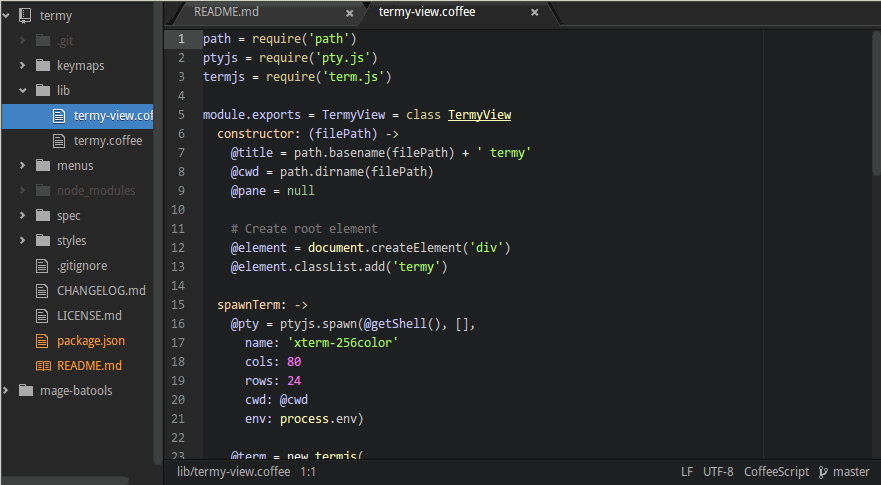 termy
.git
keymaps
lib
termy-view.cof
termy.coffee
menus
node_modules
spec
styles
.gitignore
CHANGELOG.md
LICENSE.md
package.json
README.md
mage-batools
README.md
termy-view.coffee
1 path = require('path')
2 ptyjs = require('pty.js')
3 termjs = require('term.js')
4
5 module.exports = TermyView = class TermyView
6 constructor: (filePath) ->
7 @title = path.basename(filePath) + ' termy'
8 @cwd = path.dirname(filePath)
9 @pane = null
10
11 # Create root element
12 @element = document.createElement('div')
13 @element.classList.add('termy')
14
15 spawnTerm: ->
16 @pty = ptyjs.spawn(@getShell(), [],
17 name: 'xterm-256color'
18 cols: 80
19 rows: 24
20 cwd: @cwd
21 env: process.env)
22
23 @term = new termjs(
lib/termy-view.coffee 1:1 LF UTF-8 CoffeeScript master